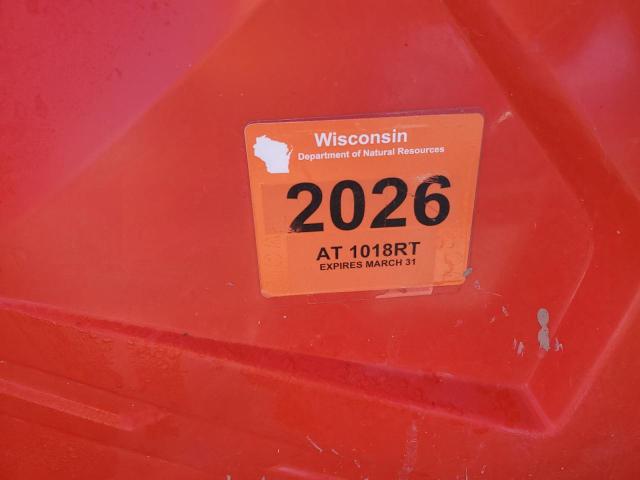 Wisconsin
Department of Natural Resources
2026
AT 1018RT
EXPIRES MARCH 31